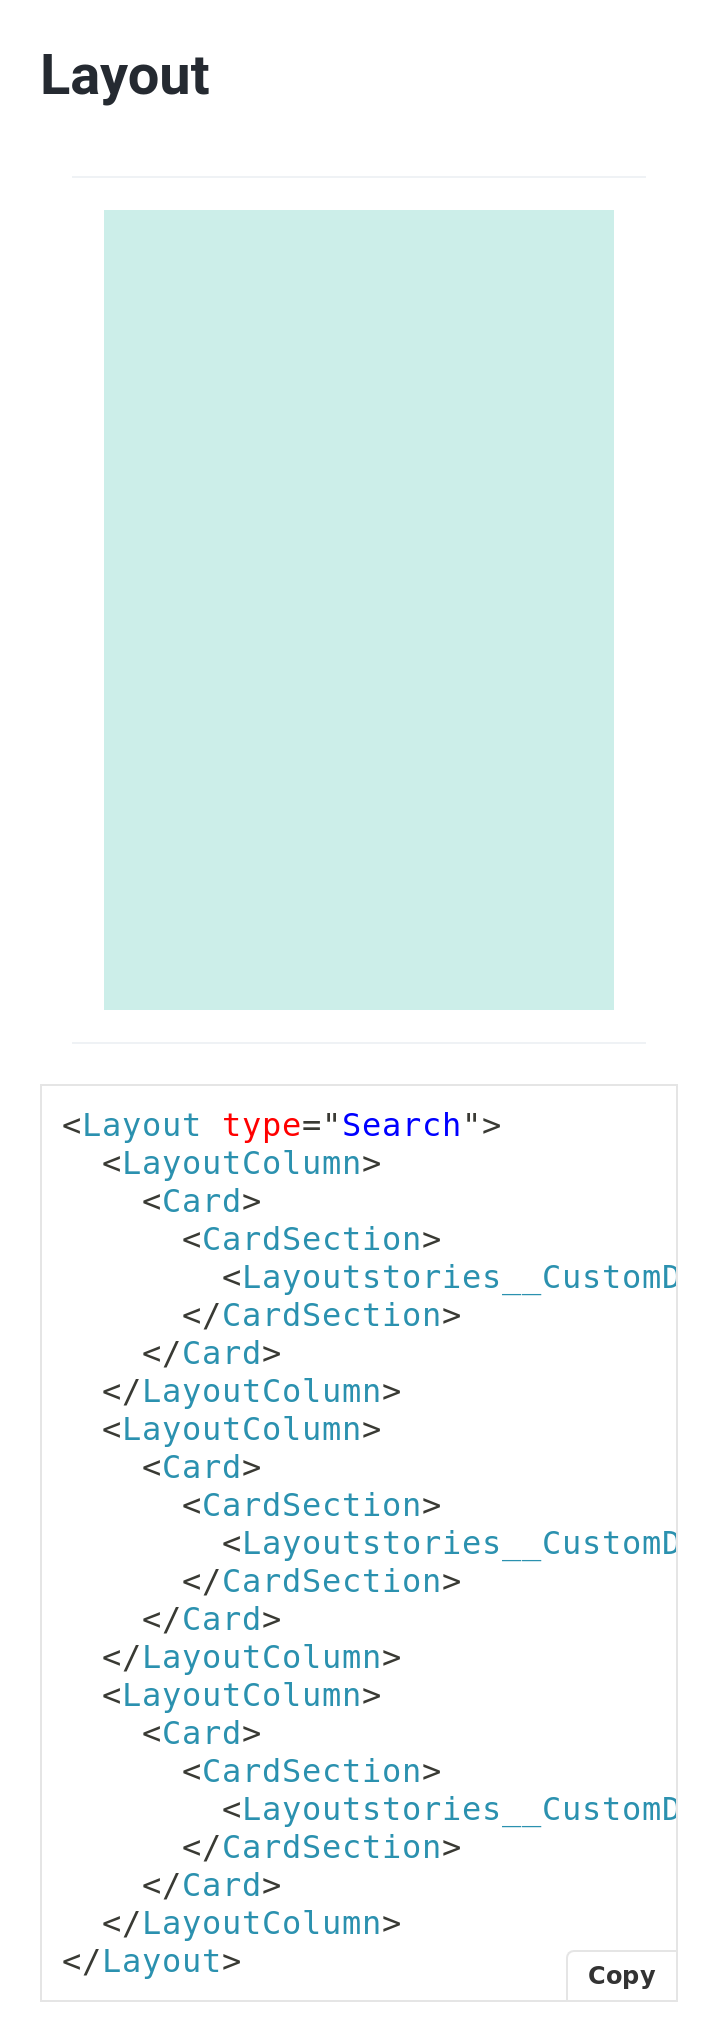 Layout
<Layout type="Search">
  <LayoutColumn>
    <Card>
      <CardSection>
        <Layoutstories__CustomD
      </CardSection>
    </Card>
  </LayoutColumn>
  <LayoutColumn>
    <Card>
      <CardSection>
        <Layoutstories__CustomD
      </CardSection>
    </Card>
  </LayoutColumn>
  <LayoutColumn>
    <Card>
      <CardSection>
        <Layoutstories__CustomD
      </CardSection>
    </Card>
  </LayoutColumn>
</Layout>
Copy